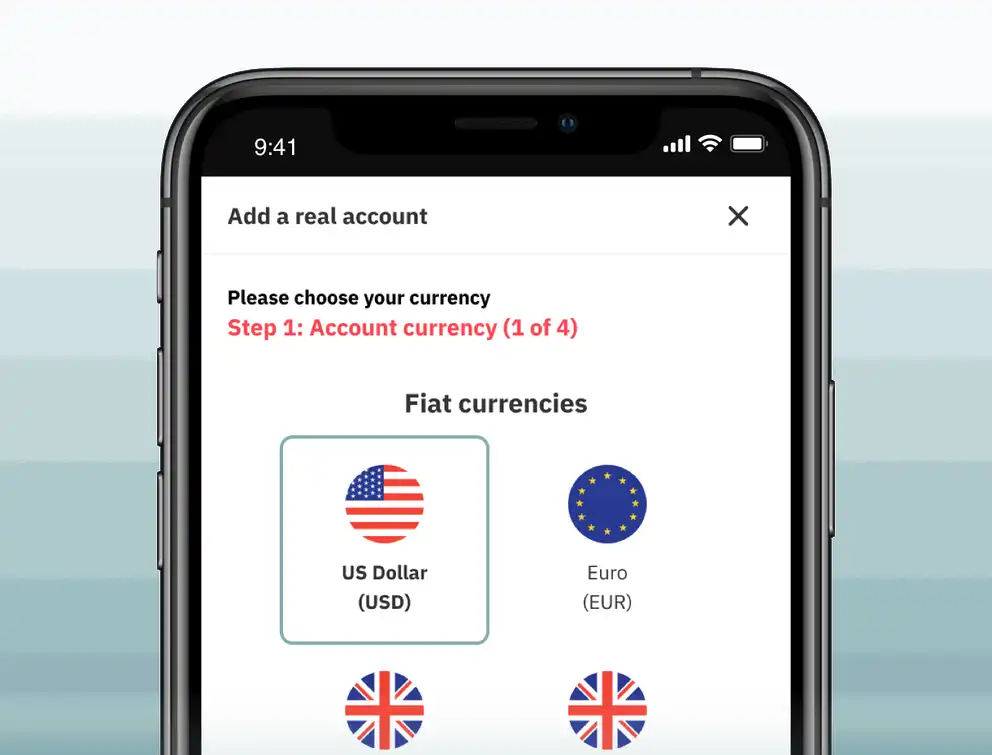 9:41
Add a real account
Please choose your currency
Step 1: Account currency (1 of 4)
Fiat currencies
US Dollar
(USD)
Euro
(EUR)